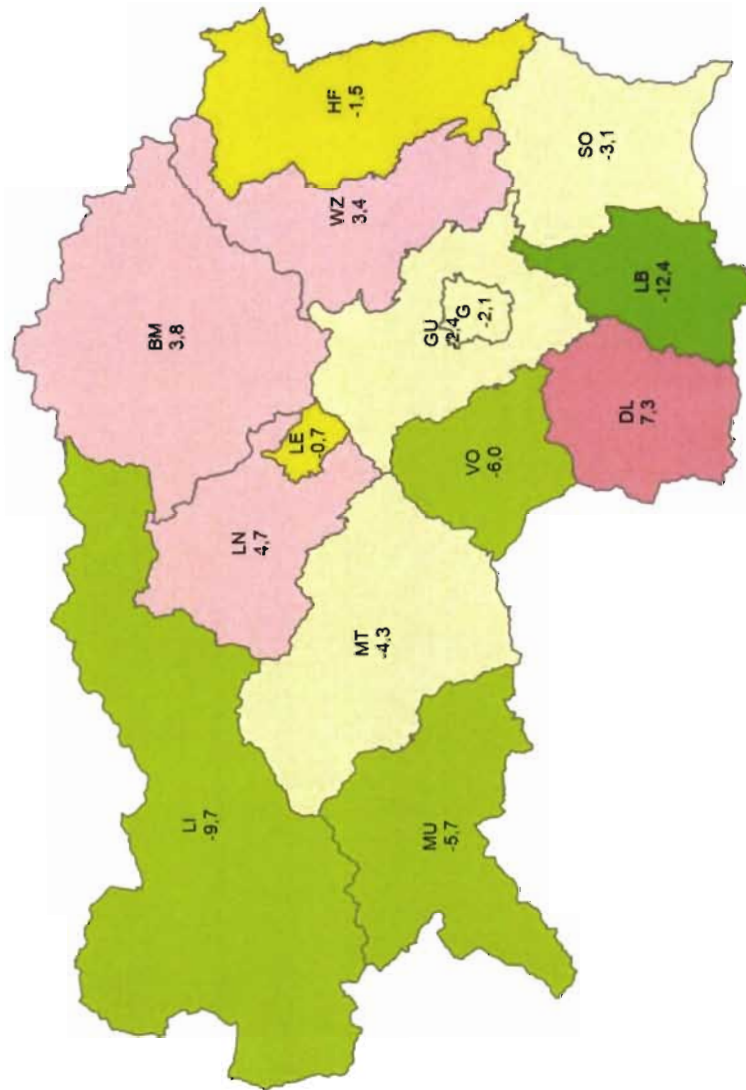 LI
-9,7
BM
3,8
LN
4,7
LE
-0,7
WZ
3,4
HF
-1,5
MT
-4,3
MU
-5,7
GU
-2,4
G
-2,1
VO
-6,0
SO
-3,1
DL
7,3
LB
-12,4